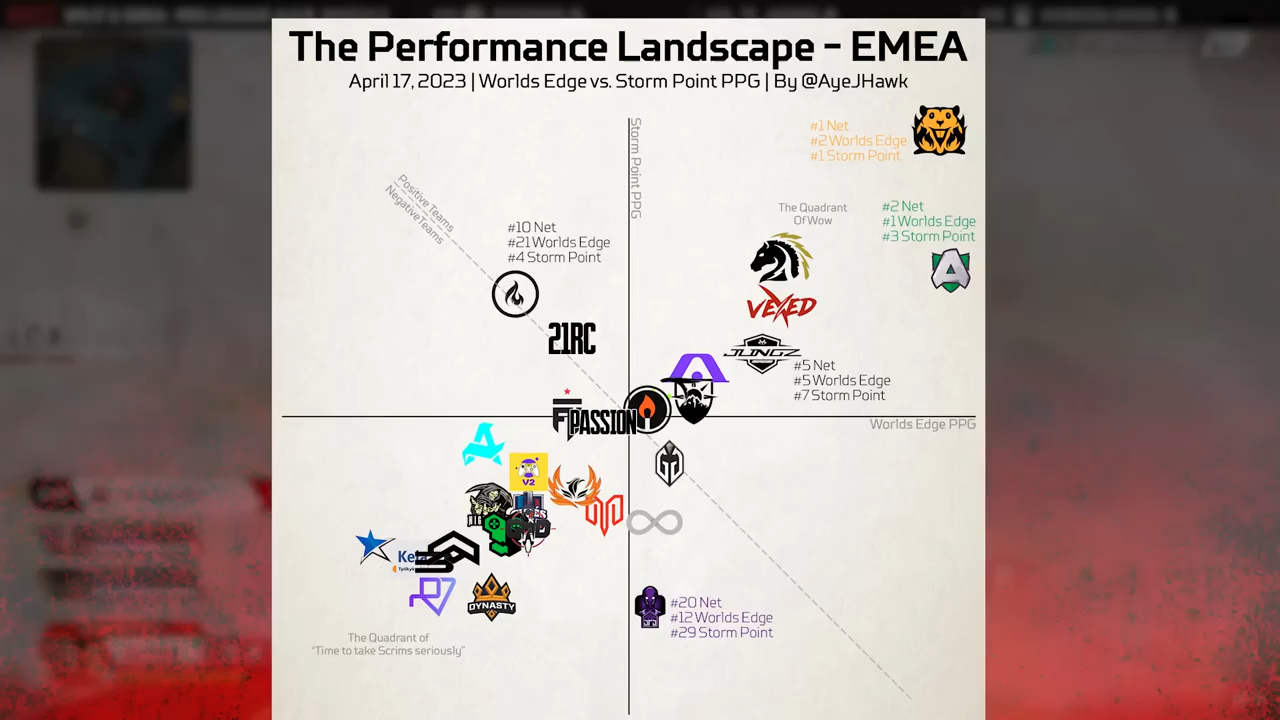 The Performance Landscape - EMEA
April 17, 2023 | Worlds Edge vs. Storm Point PPG | By @AyeJHawk
#1 Net
#2 Worlds Edge
#1 Storm Point
Storm Point PPG
Positive Teams
Negative Teams
The Quadrant
Of Wow
#2 Net
#1 Worlds Edge
#3 Storm Point
#10 Net
#21 Worlds Edge
#4 Storm Point
VEXED
21RC
JUNGZ
#5 Net
#5 Worlds Edge
#7 Storm Point
PASSION
Worlds Edge PPG
V2
DYNASTY
#20 Net
#12 Worlds Edge
#29 Storm Point
The Quadrant of
"Time to take Scrims seriously"